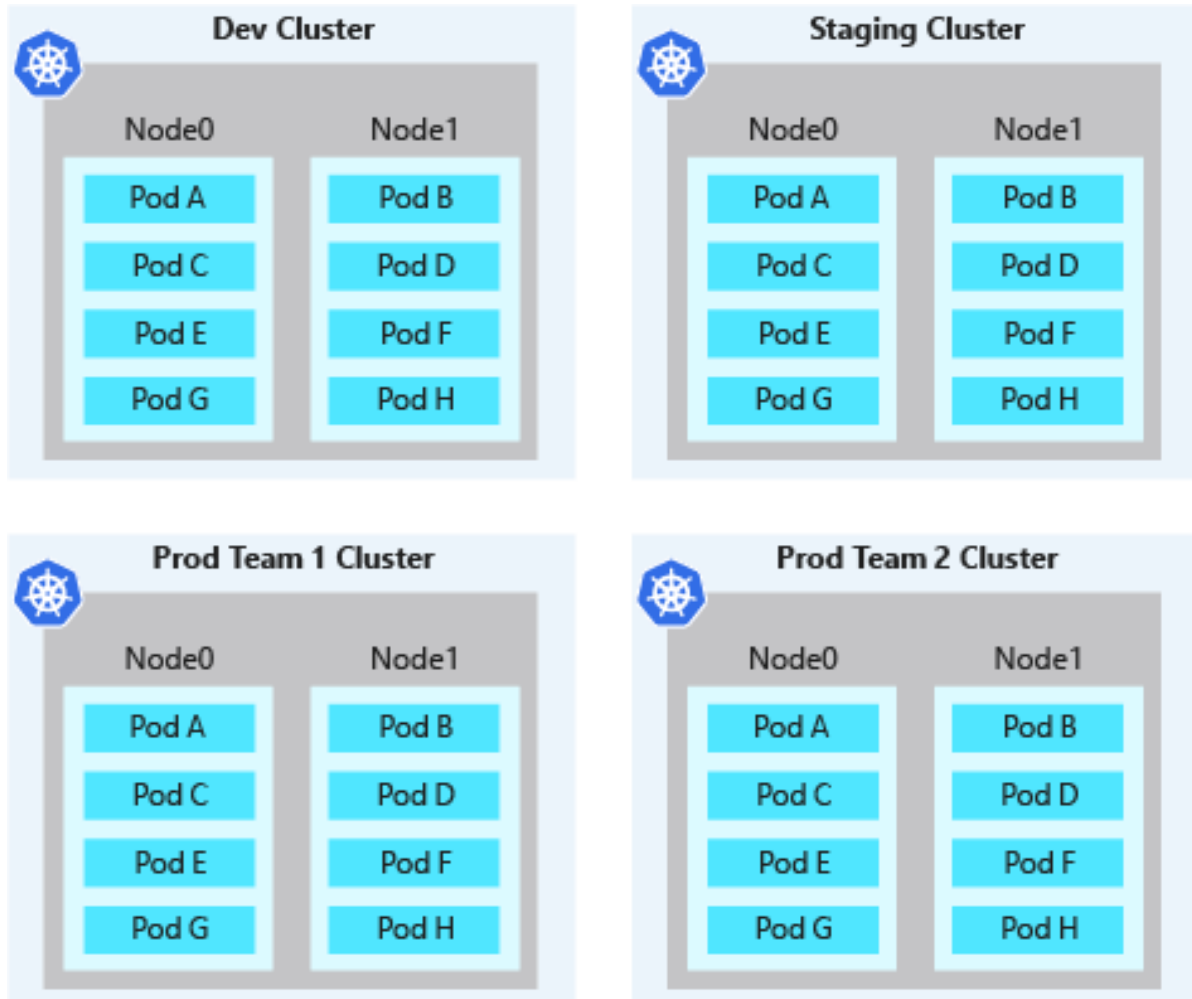 Dev Cluster
Node0
Pod A
Pod C
Pod E
Pod G
Node1
Pod B
Pod D
Pod F
Pod H
Staging Cluster
Node0
Pod A
Pod C
Pod E
Pod G
Node1
Pod B
Pod D
Pod F
Pod H
Prod Team 1 Cluster
Node0
Pod A
Pod C
Pod E
Pod G
Node1
Pod B
Pod D
Pod F
Pod H
Prod Team 2 Cluster
Node0
Pod A
Pod C
Pod E
Pod G
Node1
Pod B
Pod D
Pod F
Pod H